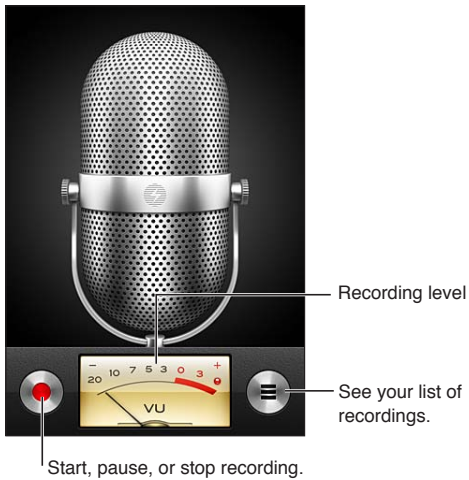 Recording level
− 20 10 7 5 3 0 3 +
VU
See your list of
recordings.
Start, pause, or stop recording.